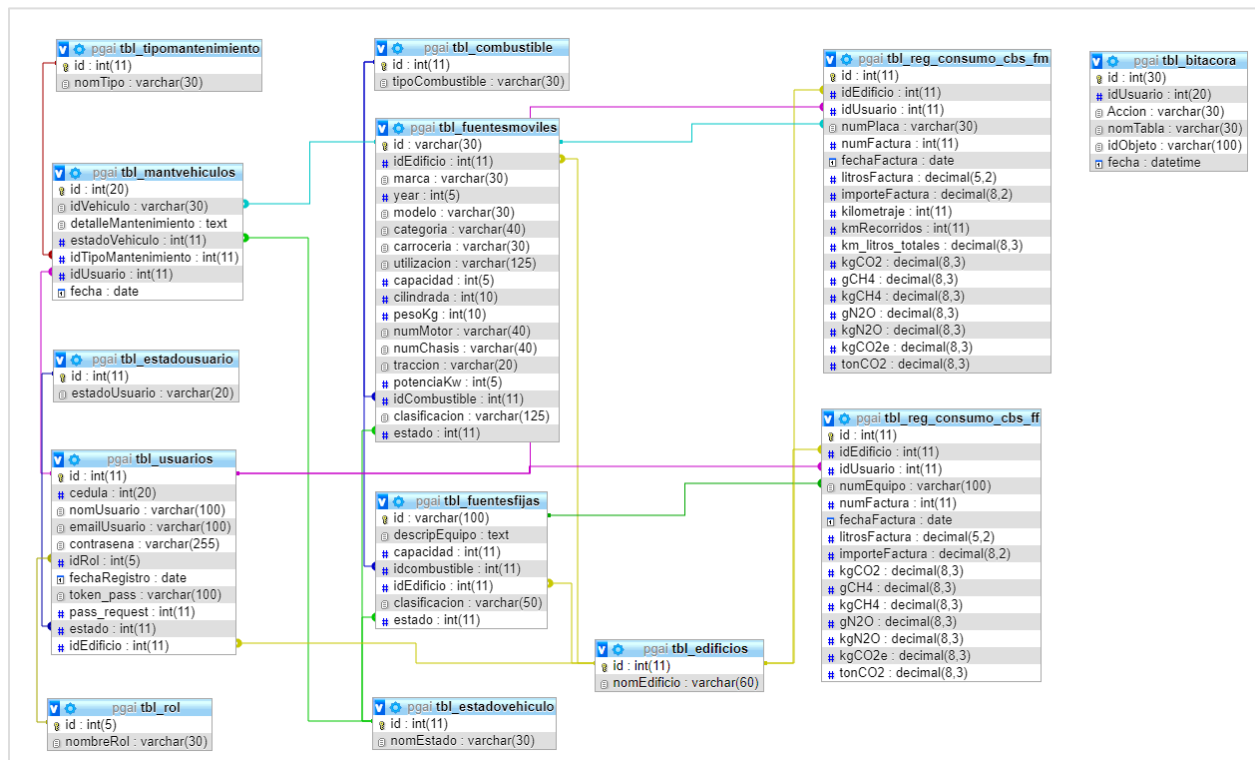 pgai tbl_tipomantenimiento
id : int(11)
nomTipo : varchar(30)
pgai tbl_mantvehiculos
id : int(20)
idVehiculo : varchar(30)
detalleMantenimiento : text
estadoVehiculo : int(11)
idTipoMantenimiento : int(11)
idUsuario : int(11)
fecha : date
pgai tbl_estadousuario
id : int(11)
estadoUsuario : varchar(20)
pgai tbl_usuarios
id : int(11)
cedula : int(20)
nomUsuario : varchar(100)
emailUsuario : varchar(100)
contrasena : varchar(255)
idRol : int(5)
fechaRegistro : date
token_pass : varchar(100)
pass_request : int(11)
estado : int(11)
idEdificio : int(11)
pgai tbl_rol
id : int(5)
nombreRol : varchar(30)
pgai tbl_combustible
id : int(11)
tipoCombustible : varchar(30)
pgai tbl_fuentesmoviles
id : varchar(30)
idEdificio : int(11)
marca : varchar(30)
year : int(5)
modelo : varchar(30)
categoria : varchar(40)
carroceria : varchar(30)
utilizacion : varchar(125)
capacidad : int(5)
cilindrada : int(10)
pesoKg : int(10)
numMotor : varchar(40)
numChasis : varchar(40)
traccion : varchar(20)
potenciaKw : int(5)
idCombustible : int(11)
clasificacion : varchar(125)
estado : int(11)
pgai tbl_fuentesfijas
id : varchar(100)
descripEquipo : text
capacidad : int(11)
idcombustible : int(11)
idEdificio : int(11)
clasificacion : varchar(50)
estado : int(11)
pgai tbl_estadovehiculo
id : int(11)
nomEstado : varchar(30)
pgai tbl_edificios
id : int(11)
nomEdificio : varchar(60)
pgai tbl_reg_consumo_cbs_fm
id : int(11)
idEdificio : int(11)
idUsuario : int(11)
numPlaca : varchar(30)
numFactura : int(11)
fechaFactura : date
litrosFactura : decimal(5,2)
importeFactura : decimal(8,2)
kilometraje : int(11)
kmRecorridos : int(11)
km_litros_totales : decimal(8,3)
kgCO2 : decimal(8,3)
gCH4 : decimal(8,3)
kgCH4 : decimal(8,3)
gN2O : decimal(8,3)
kgN2O : decimal(8,3)
kgCO2e : decimal(8,3)
tonCO2 : decimal(8,3)
pgai tbl_reg_consumo_cbs_ff
id : int(11)
idEdificio : int(11)
idUsuario : int(11)
numEquipo : varchar(100)
numFactura : int(11)
fechaFactura : date
litrosFactura : decimal(5,2)
importeFactura : decimal(8,2)
kgCO2 : decimal(8,3)
gCH4 : decimal(8,3)
kgCH4 : decimal(8,3)
gN2O : decimal(8,3)
kgN2O : decimal(8,3)
kgCO2e : decimal(8,3)
tonCO2 : decimal(8,3)
pgai tbl_bitacora
id : int(30)
idUsuario : int(20)
Accion : varchar(30)
nomTabla : varchar(30)
idObjeto : varchar(100)
fecha : datetime